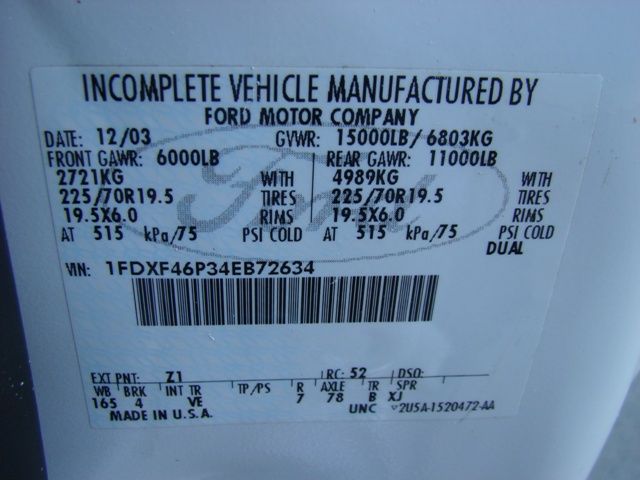 INCOMPLETE VEHICLE MANUFACTURED BY
FORD MOTOR COMPANY
DATE: 12/03 GVWR: 15000LB/ 6803KG
FRONT GAWR: 6000LB REAR GAWR: 11000LB
2721KG WITH 4989KG WITH
225/70R19.5 TIRES 225/70R19.5 TIRES
19.5X6.0 RIMS 19.5X6.0 RIMS
AT 515 kPa/75 PSI COLD AT 515 kPa/75 PSI COLD
DUAL
VIN: 1FDXF46P34EB72634
Ford
EXT PNT: Z1 RC: 52 DSO:
WB BRK INT TR TP/PS R AXLE TR SPR
165 4 VE 7 78 B XJ
MADE IN U.S.A. UNC 2U5A-1520472-AA